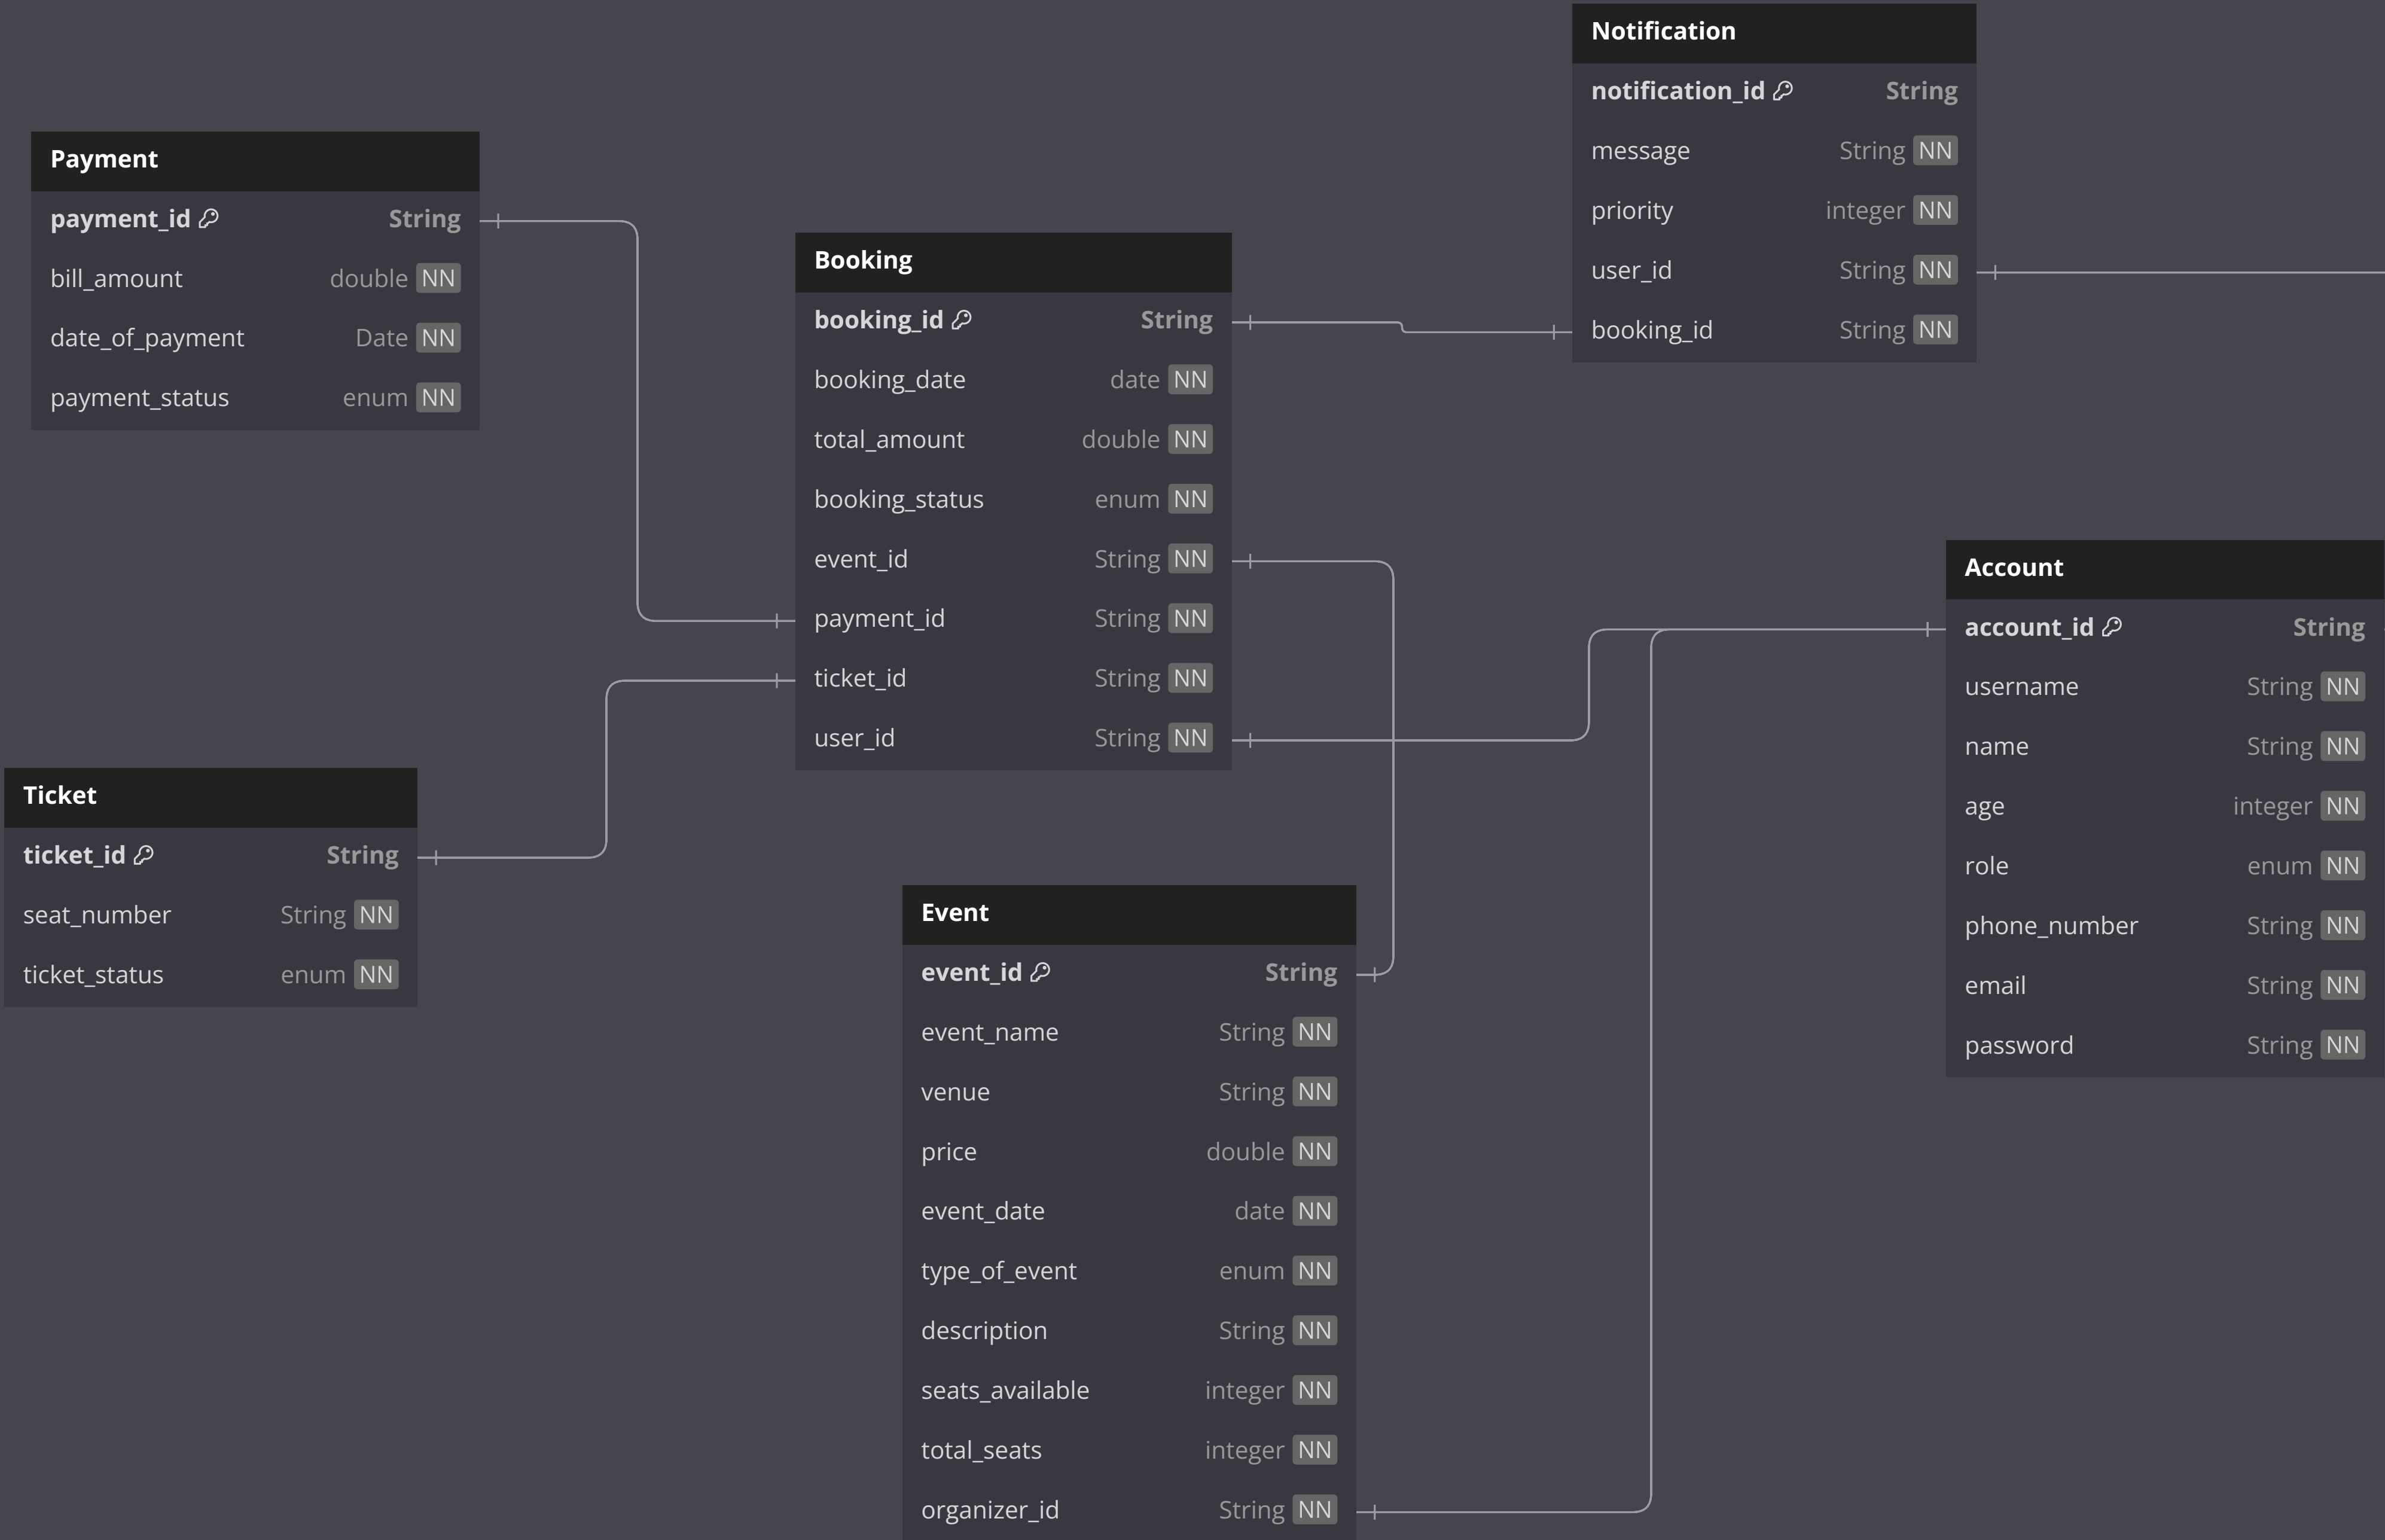 Notification
notification_id String
message String NN
priority integer NN
user_id String NN
booking_id String NN
Payment
payment_id String
bill_amount double NN
date_of_payment Date NN
payment_status enum NN
Booking
booking_id String
booking_date date NN
total_amount double NN
booking_status enum NN
event_id String NN
payment_id String NN
ticket_id String NN
user_id String NN
Account
account_id String
username String NN
name String NN
age integer NN
role enum NN
phone_number String NN
email String NN
password String NN
Ticket
ticket_id String
seat_number String NN
ticket_status enum NN
Event
event_id String
event_name String NN
venue String NN
price double NN
event_date date NN
type_of_event enum NN
description String NN
seats_available integer NN
total_seats integer NN
organizer_id String NN